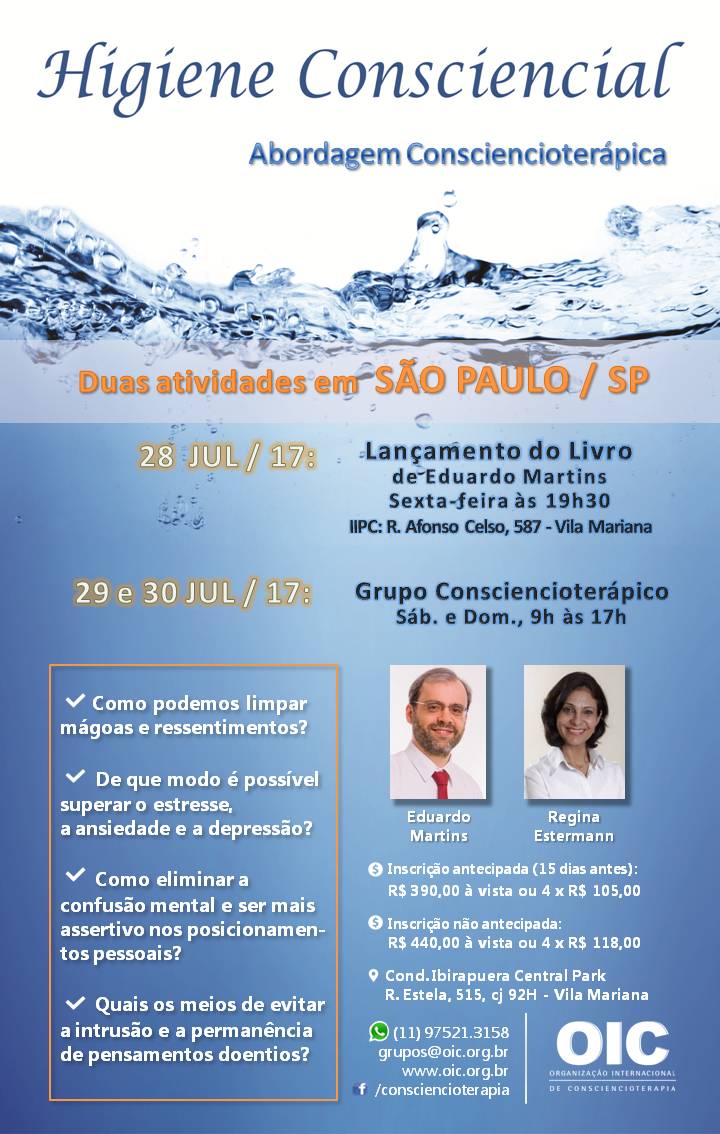 Higiene Consciencial
Abordagem Consciencioterápica
Duas atividades em SÃO PAULO / SP
28 JUL / 17:
Lançamento do Livro
de Eduardo Martins
Sexta-feira às 19h30
IIPC: R. Afonso Celso, 587 - Vila Mariana
29 e 30 JUL / 17:
Grupo Consciencioterápico
Sáb. e Dom., 9h às 17h
Como podemos limpar
mágoas e ressentimentos?
De que modo é possível
superar o estresse,
a ansiedade e a depressão?
Como eliminar a
confusão mental e ser mais
assertivo nos posicionamen-
tos pessoais?
Quais os meios de evitar
a intrusão e a permanência
de pensamentos doentios?
Eduardo
Martins
Regina
Estermann
Inscrição antecipada (15 dias antes):
R$ 390,00 à vista ou 4 x R$ 105,00
Inscrição não antecipada:
R$ 440,00 à vista ou 4 x R$ 118,00
Cond.Ibirapuera Central Park
R. Estela, 515, cj 92H - Vila Mariana
(11) 97521.3158
grupos@oic.org.br
www.oic.org.br
/consciencioterapia
OIC
ORGANIZAÇÃO INTERNACIONAL
DE CONSCIENCIOTERAPIA